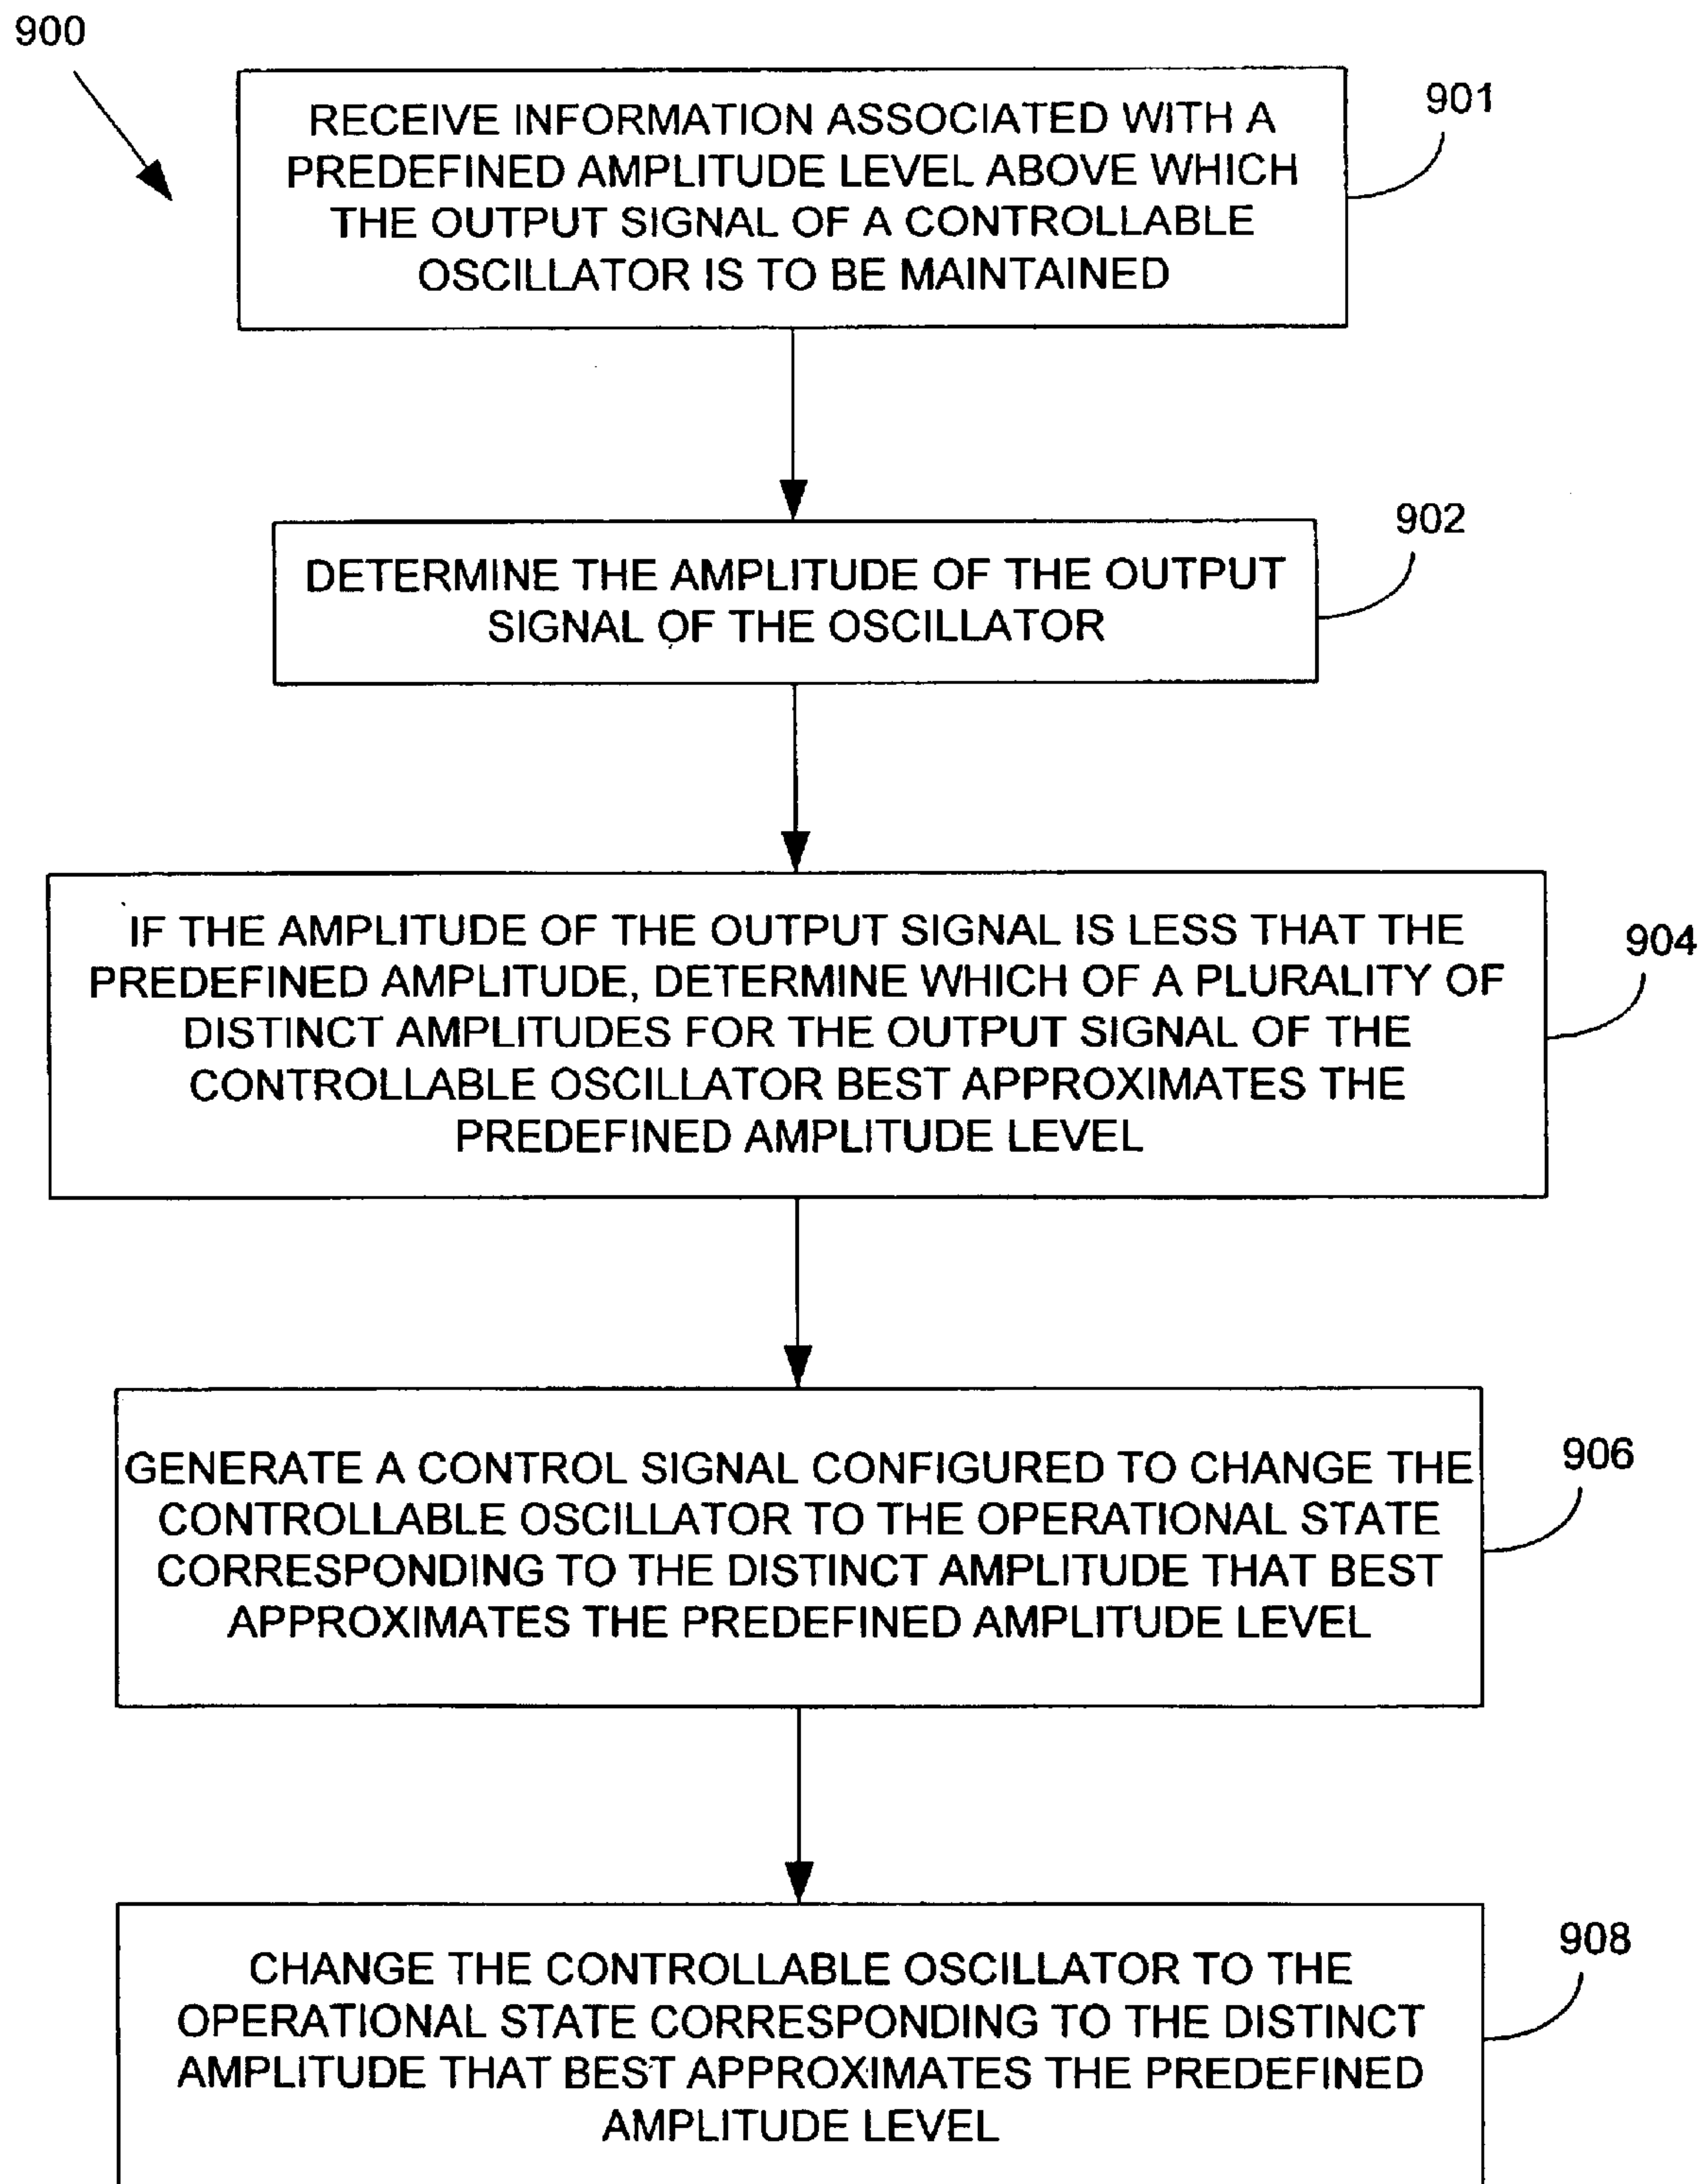 900
RECEIVE INFORMATION ASSOCIATED WITH A
PREDEFINED AMPLITUDE LEVEL ABOVE WHICH
THE OUTPUT SIGNAL OF A CONTROLLABLE
OSCILLATOR IS TO BE MAINTAINED
901
DETERMINE THE AMPLITUDE OF THE OUTPUT
SIGNAL OF THE OSCILLATOR
902
IF THE AMPLITUDE OF THE OUTPUT SIGNAL IS LESS THAT THE
PREDEFINED AMPLITUDE, DETERMINE WHICH OF A PLURALITY OF
DISTINCT AMPLITUDES FOR THE OUTPUT SIGNAL OF THE
CONTROLLABLE OSCILLATOR BEST APPROXIMATES THE
PREDEFINED AMPLITUDE LEVEL
904
GENERATE A CONTROL SIGNAL CONFIGURED TO CHANGE THE
CONTROLLABLE OSCILLATOR TO THE OPERATIONAL STATE
CORRESPONDING TO THE DISTINCT AMPLITUDE THAT BEST
APPROXIMATES THE PREDEFINED AMPLITUDE LEVEL
906
CHANGE THE CONTROLLABLE OSCILLATOR TO THE
OPERATIONAL STATE CORRESPONDING TO THE DISTINCT
AMPLITUDE THAT BEST APPROXIMATES THE PREDEFINED
AMPLITUDE LEVEL
908